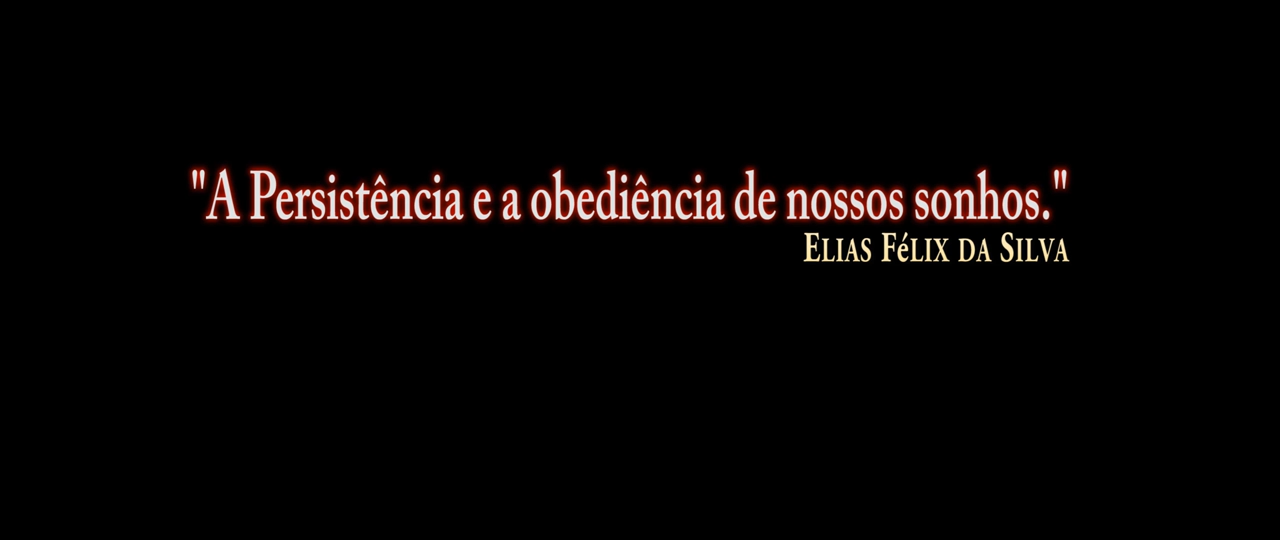 "A Persistência e a obediência de nossos sonhos."
ELIAS FéLIX DA SILVA